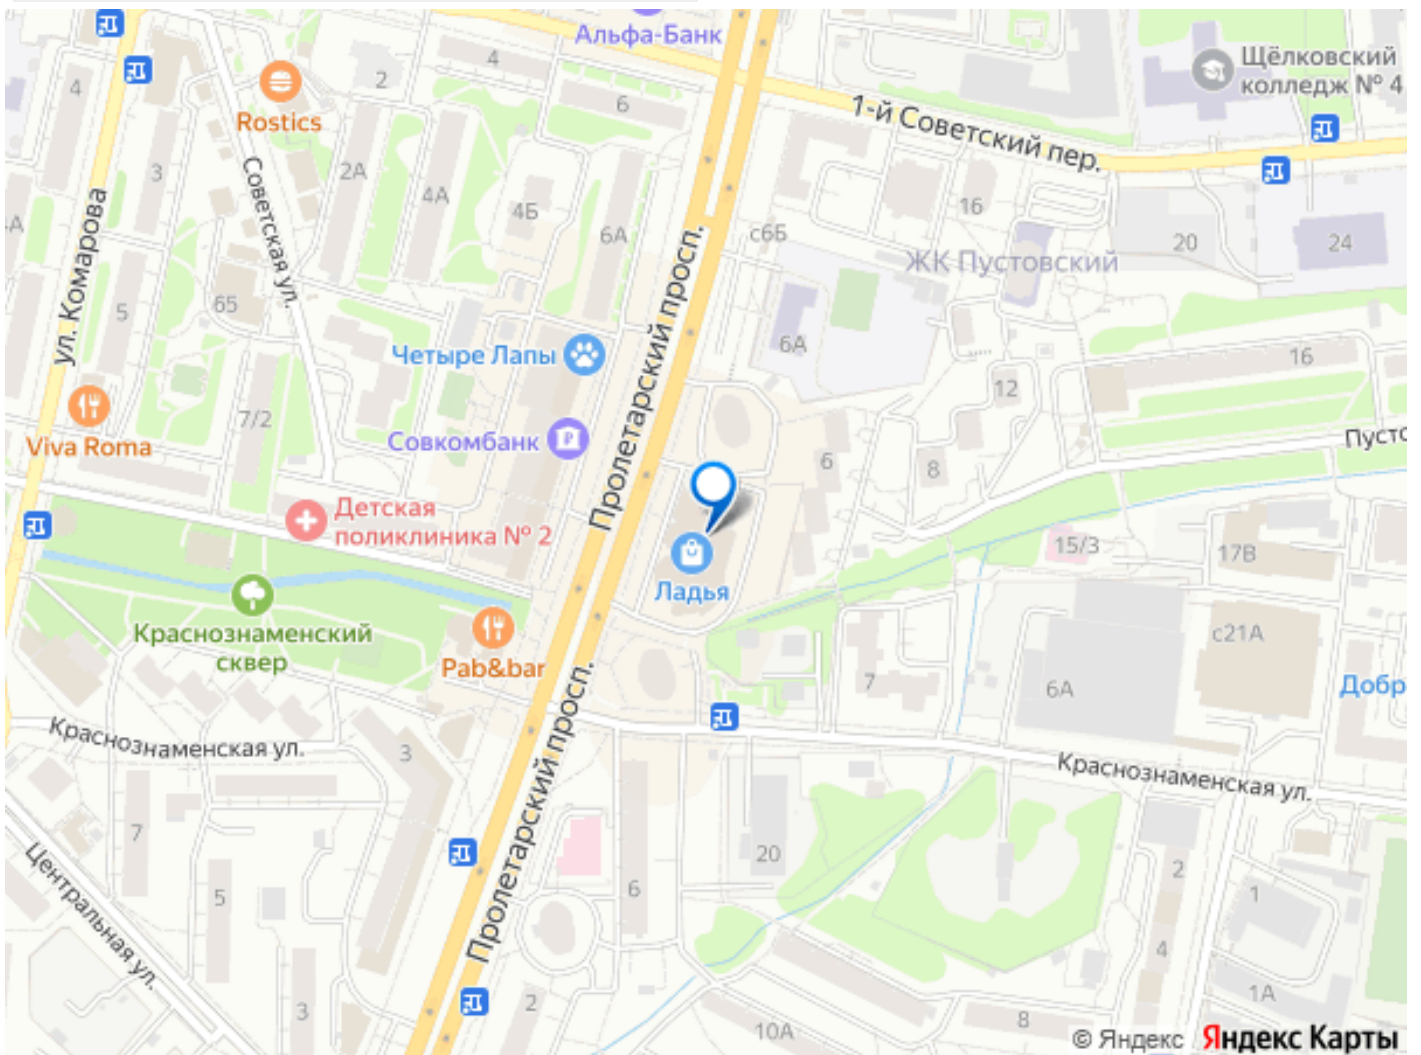 Альфа-Банк
Щёлковский
колледж № 4
4
2
4
6
Rostics
1-й Советский пер.
3
2А
4А
4Б
6А
с6Б
16
20
24
Советская ул.
ул. Комарова
ЖК Пустовский
65
5
6А
Пролетарский просп.
Четыре Лапы
16
12
7/2
Viva Roma
Совкомбанк
6
8
Детская
поликлиника № 2
15/3
17В
Ладья
Краснознаменский
сквер
Pab&bar
с21А
7
6А
Добр
Краснознаменская ул.
3
Пролетарский просп.
Краснознаменская ул.
7
20
2
5
6
1
Центральная ул.
4
3
2
10А
8
1А
© Яндекс Яндекс Карты